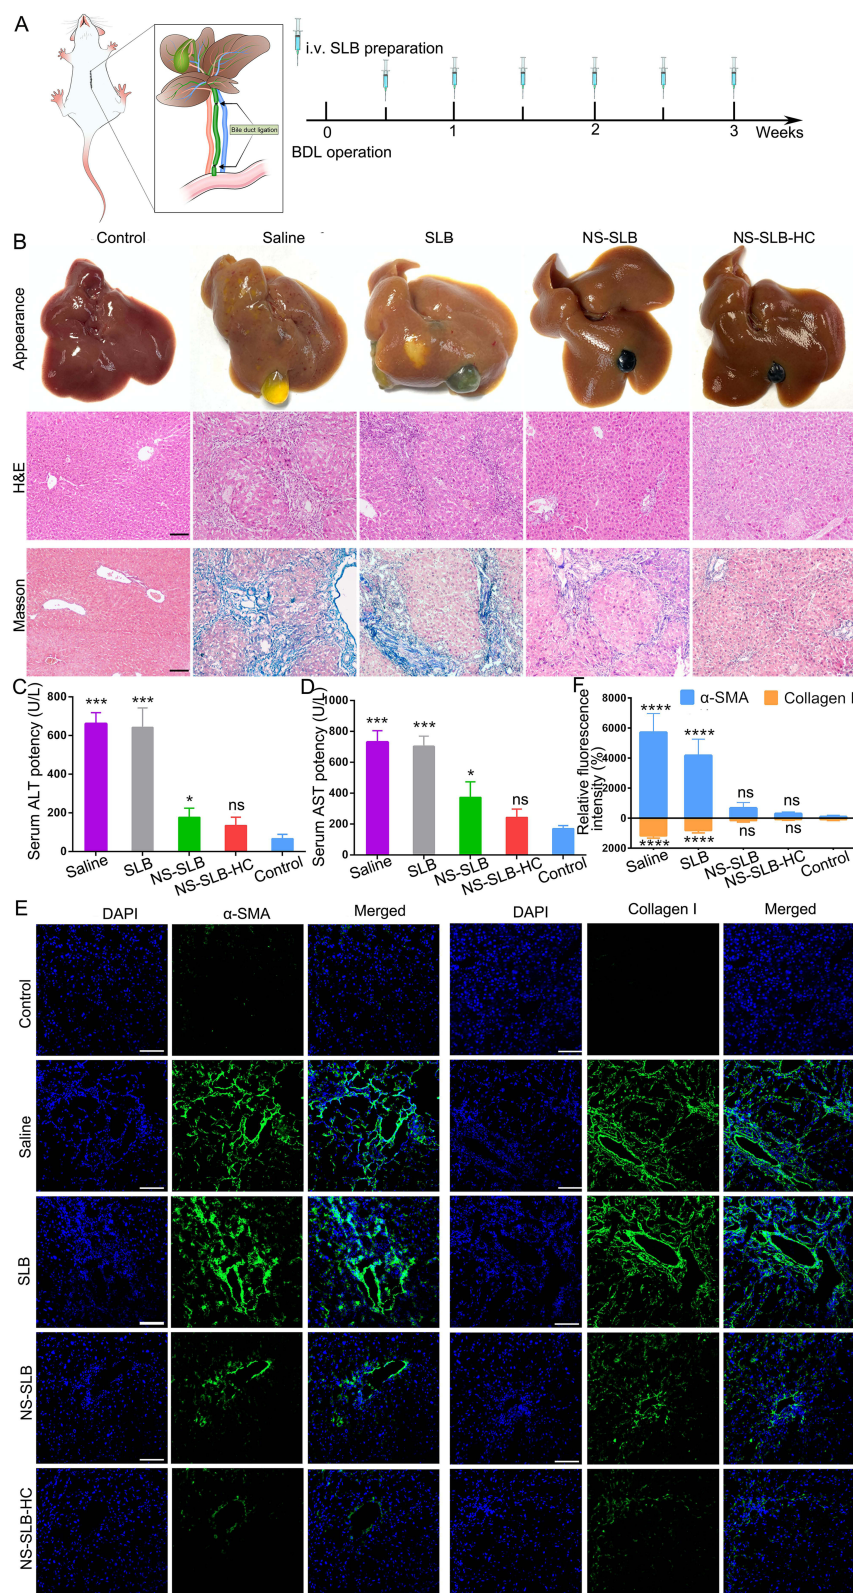 A
i.v. SLB preparation
Bile duct ligation
0
1
2
3
Weeks
BDL operation
B
Control
Saline
SLB
NS-SLB
NS-SLB-HC
Appearance
H&E
Masson
C
Serum ALT potency (U/L)
800
600
400
200
0
***
***
*
ns
Saline
SLB
NS-SLB
NS-SLB-HC
Control
D
Serum AST potency (U/L)
1000
800
600
400
200
0
***
***
*
ns
Saline
SLB
NS-SLB
NS-SLB-HC
Control
F
α-SMA
Collagen I
Relative fluorescence
intensity (%)
8000
6000
4000
2000
0
2000
****
****
ns
ns
****
****
ns
ns
Saline
SLB
NS-SLB
NS-SLB-HC
Control
E
DAPI
α-SMA
Merged
DAPI
Collagen I
Merged
Control
Saline
SLB
NS-SLB
NS-SLB-HC